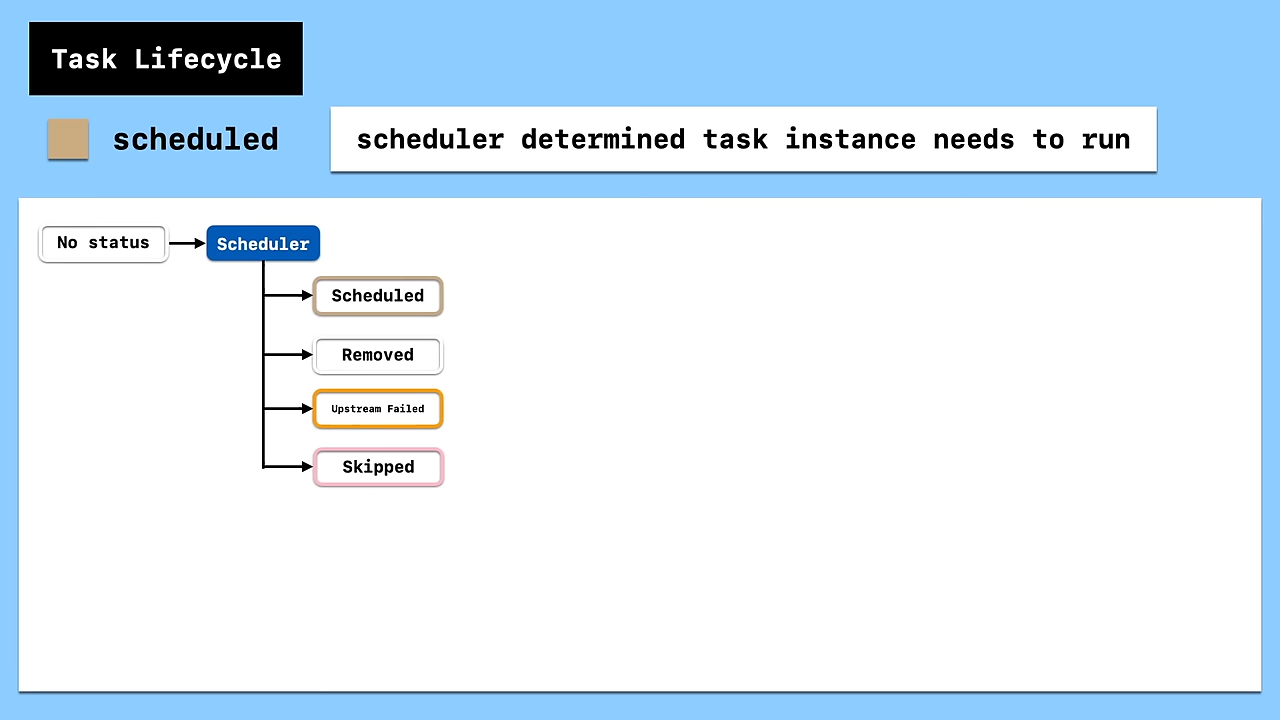 Task Lifecycle
scheduled
scheduler determined task instance needs to run
No status
Scheduler
Scheduled
Removed
Upstream Failed
Skipped